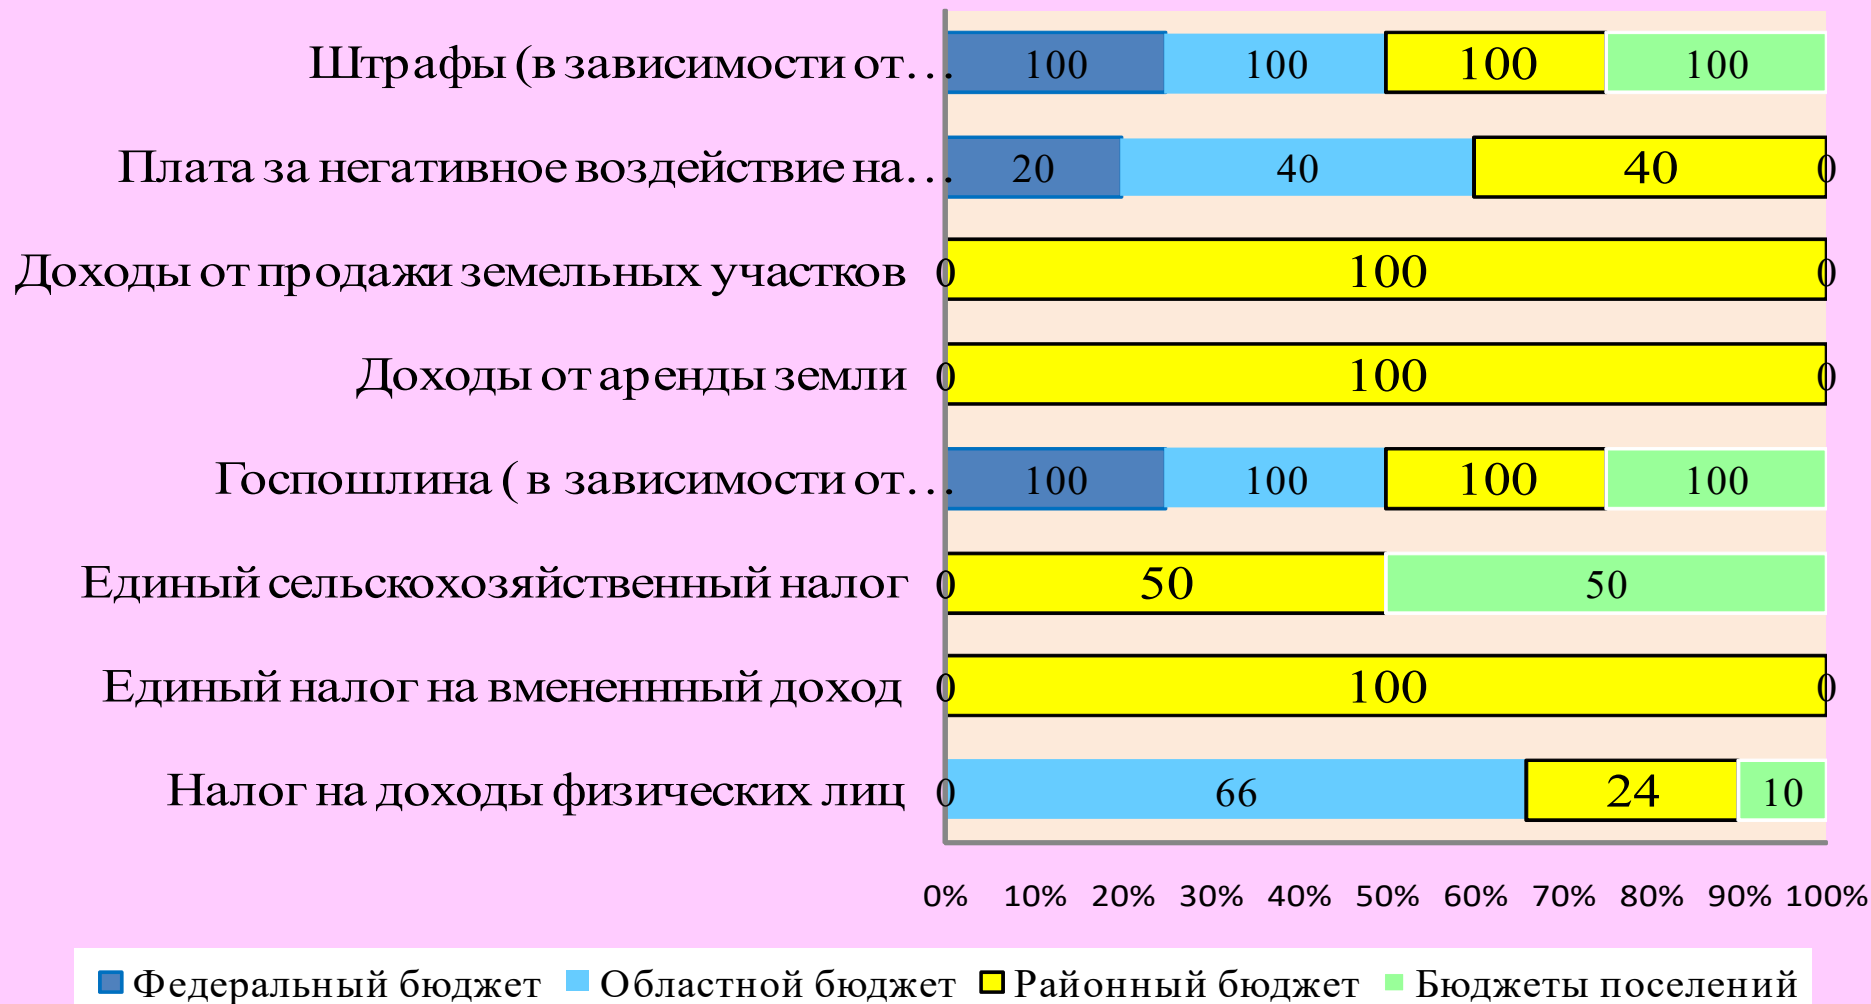 Штрафы (в зависимости от… 100 100 100 100
Плата за негативное воздействие на… 20 40 40 0
Доходы от продажи земельных участков 0 100 0
Доходы от аренды земли 0 100 0
Госпошлина ( в зависимости от… 100 100 100 100
Единый сельскохозяйственный налог 0 50 50
Единый налог на вмененнный доход 0 100 0
Налог на доходы физических лиц 0 66 24 10
0% 10% 20% 30% 40% 50% 60% 70% 80% 90% 100%
Федеральный бюджет Областной бюджет Районный бюджет Бюджеты поселений